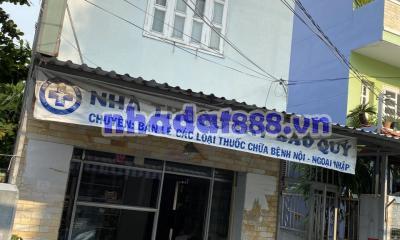 NHÀ BẢO QUÝ
nhadat888.vn
CHUYÊN: BÁN LẺ CÁC LOẠI THUỐC CHỮA BỆNH NỘI - NGOẠI NHẬP